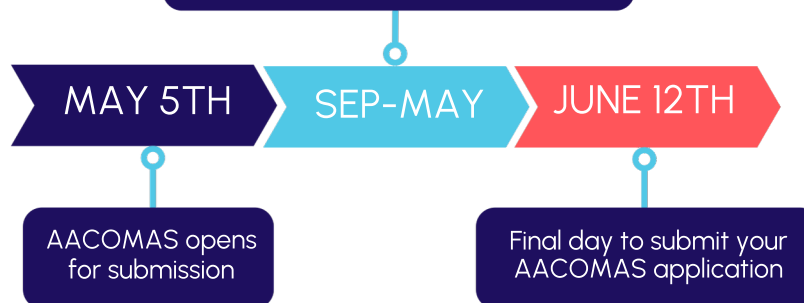 MAY 5TH
SEP-MAY
JUNE 12TH
AACOMAS opens
for submission
Final day to submit your
AACOMAS application